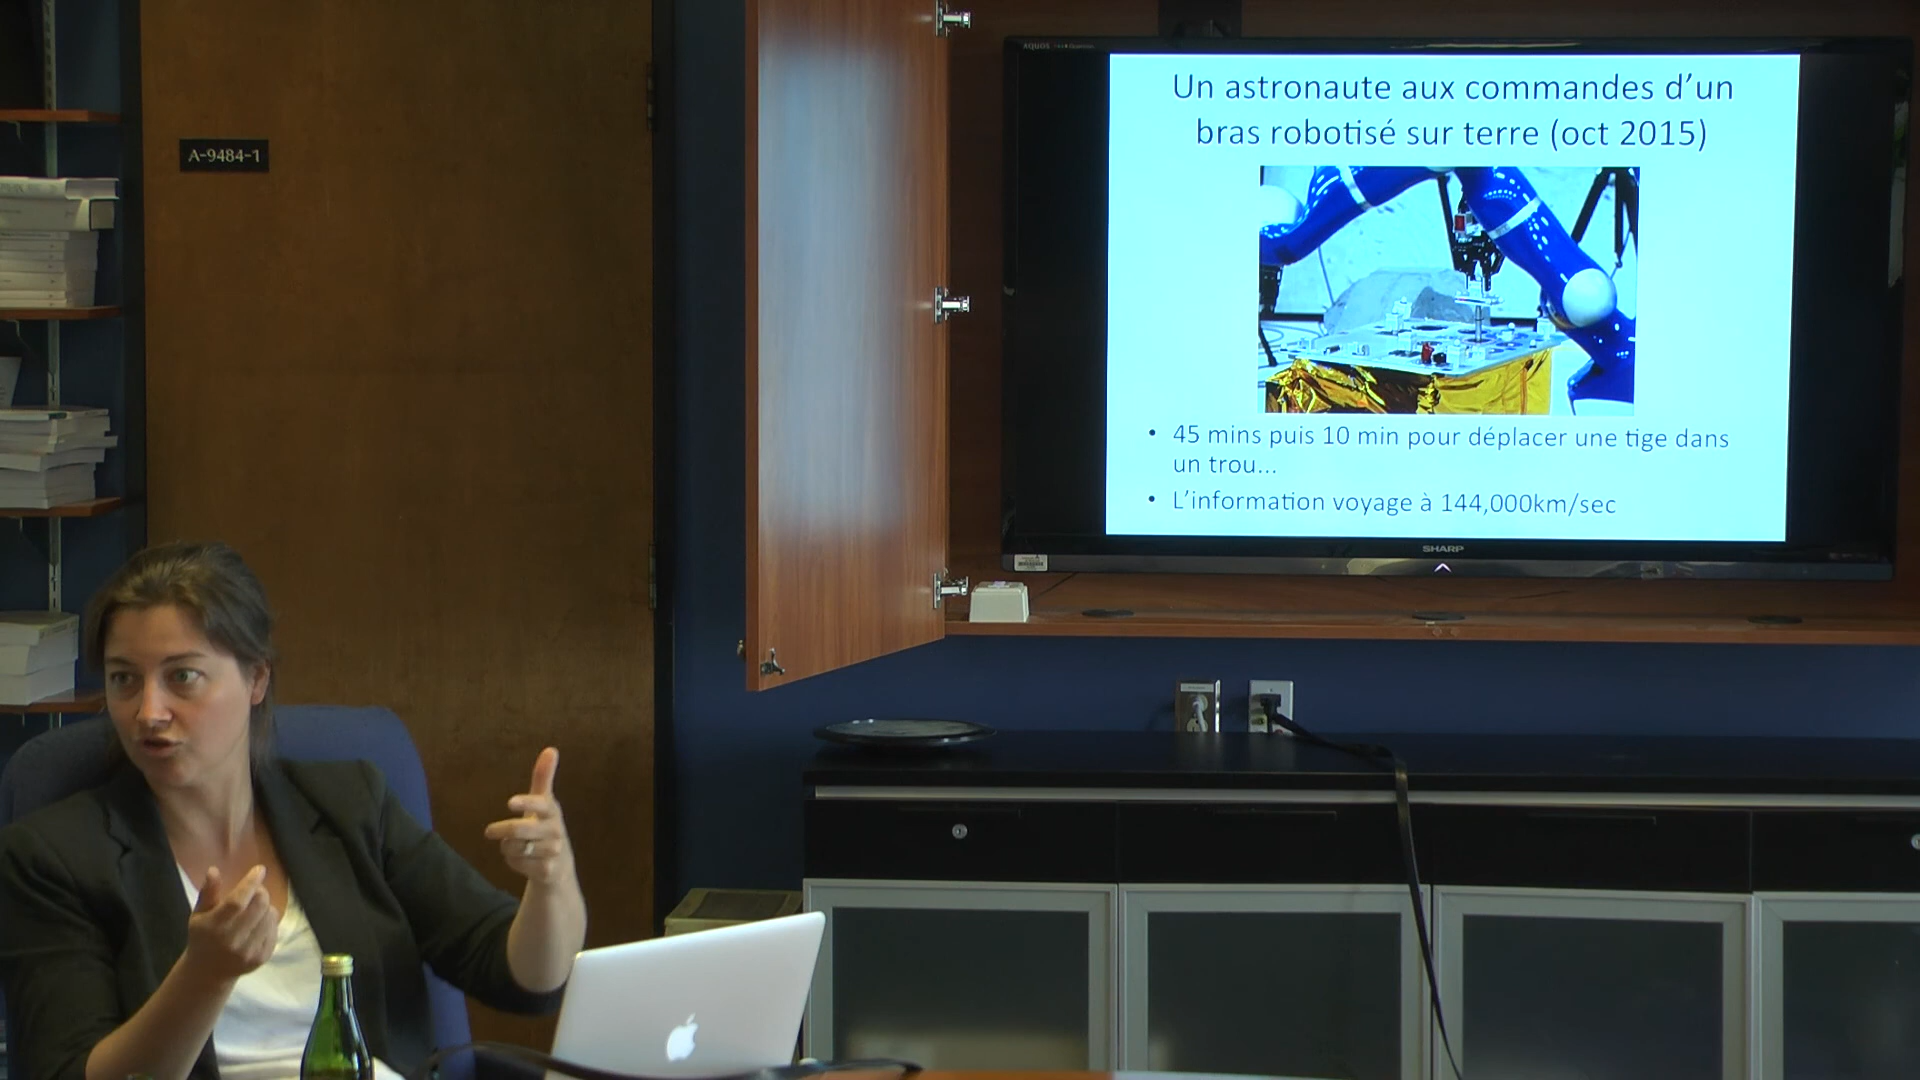 A-9484-1
AQUOS
Un astronaute aux commandes d’un
bras robotisé sur terre (oct 2015)
• 45 mins puis 10 min pour déplacer une tige dans
un trou...
• L’information voyage à 144,000km/sec
SHARP